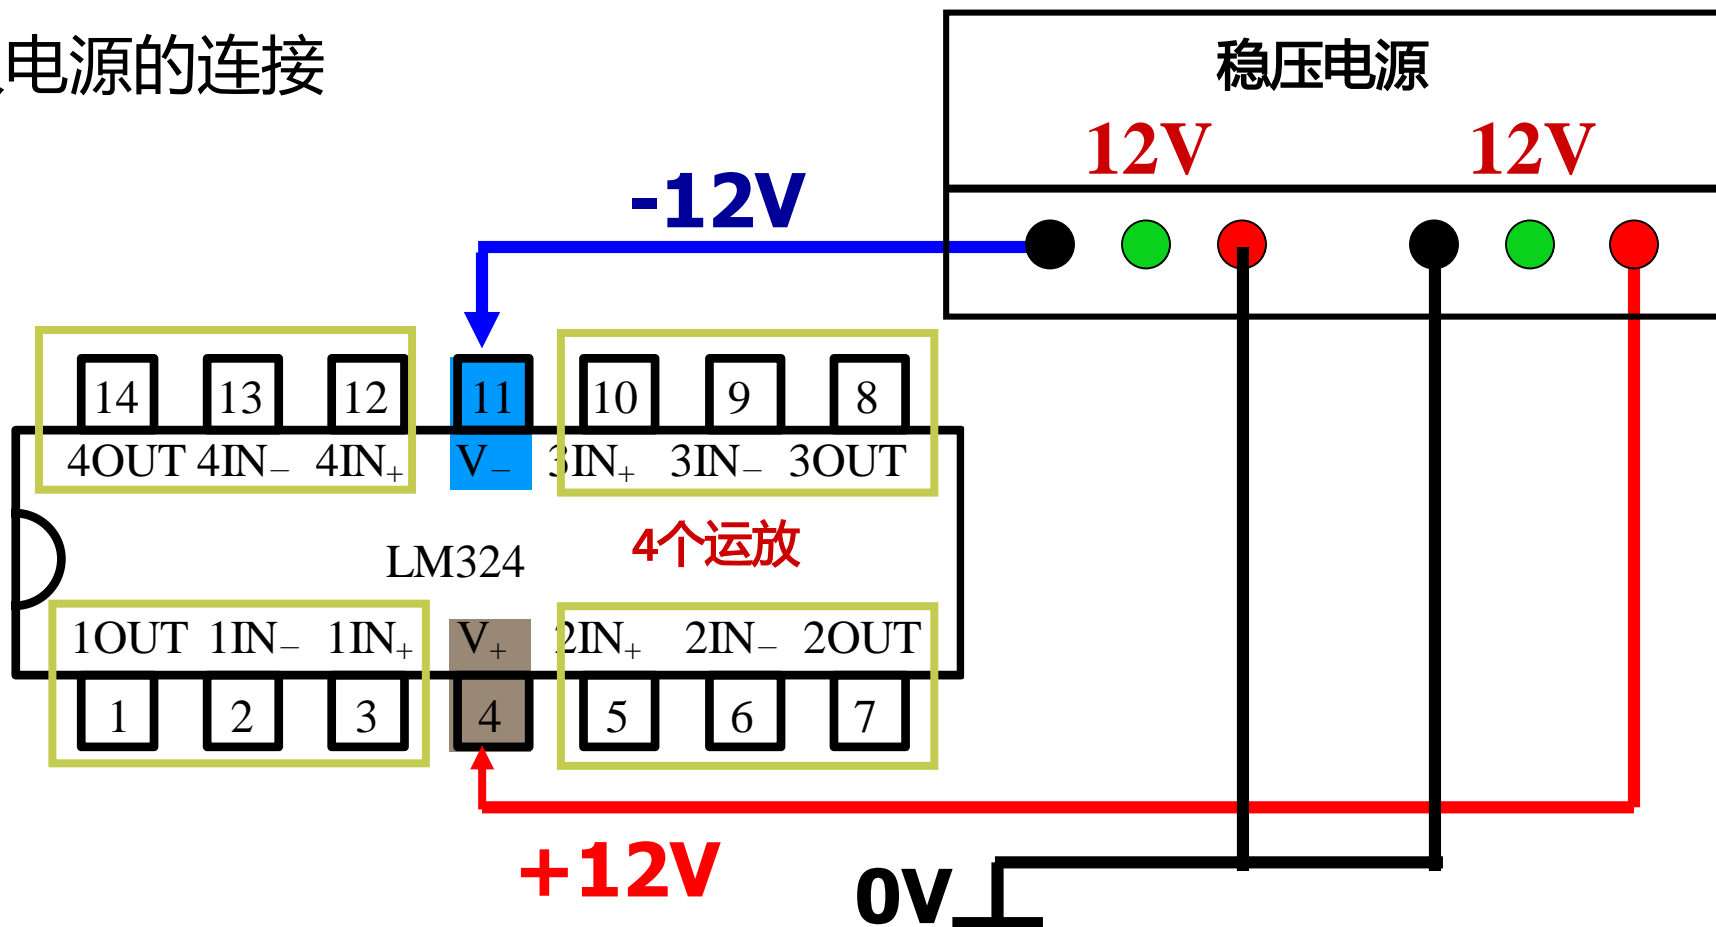 电源的连接
稳压电源
12V 12V
-12V
14 13 12 11 10 9 8
4OUT 4IN− 4IN+ V− 3IN+ 3IN− 3OUT
4个运放
LM324
1OUT 1IN− 1IN+ V+ 2IN+ 2IN− 2OUT
1 2 3 4 5 6 7
+12V
0V